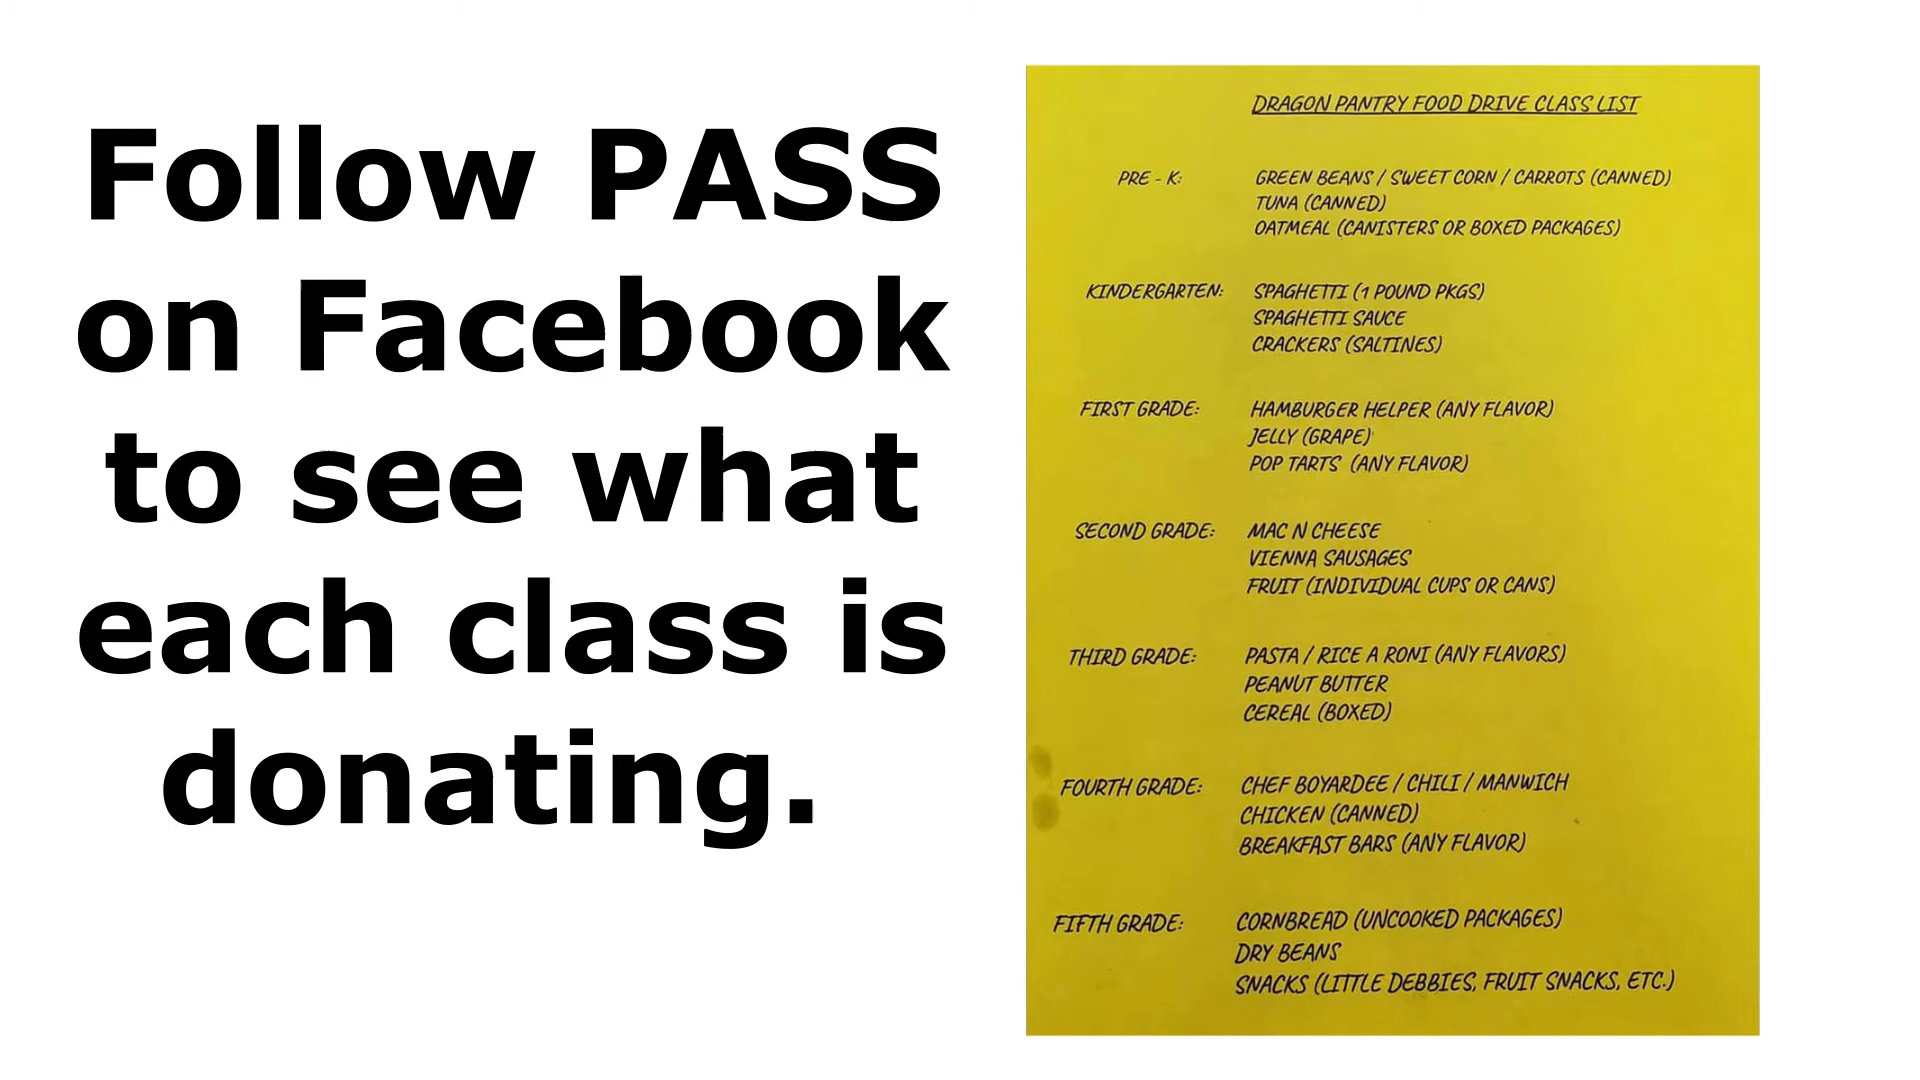 Follow PASS
on Facebook
to see what
each class is
donating.
DRAGON PANTRY FOOD DRIVE CLASS LIST
PRE - K: GREEN BEANS / SWEET CORN / CARROTS (CANNED)
TUNA (CANNED)
OATMEAL (CANISTERS OR BOXED PACKAGES)
KINDERGARTEN: SPAGHETTI (1 POUND PKGS)
SPAGHETTI SAUCE
CRACKERS (SALTINES)
FIRST GRADE: HAMBURGER HELPER (ANY FLAVOR)
JELLY (GRAPE)
POP TARTS (ANY FLAVOR)
SECOND GRADE: MAC N CHEESE
VIENNA SAUSAGES
FRUIT (INDIVIDUAL CUPS OR CANS)
THIRD GRADE: PASTA / RICE A RONI (ANY FLAVORS)
PEANUT BUTTER
CEREAL (BOXED)
FOURTH GRADE: CHEF BOYARDEE / CHILI / MANWICH
CHICKEN (CANNED)
BREAKFAST BARS (ANY FLAVOR)
FIFTH GRADE: CORNBREAD (UNCOOKED PACKAGES)
DRY BEANS
SNACKS (LITTLE DEBBIES, FRUIT SNACKS, ETC.)